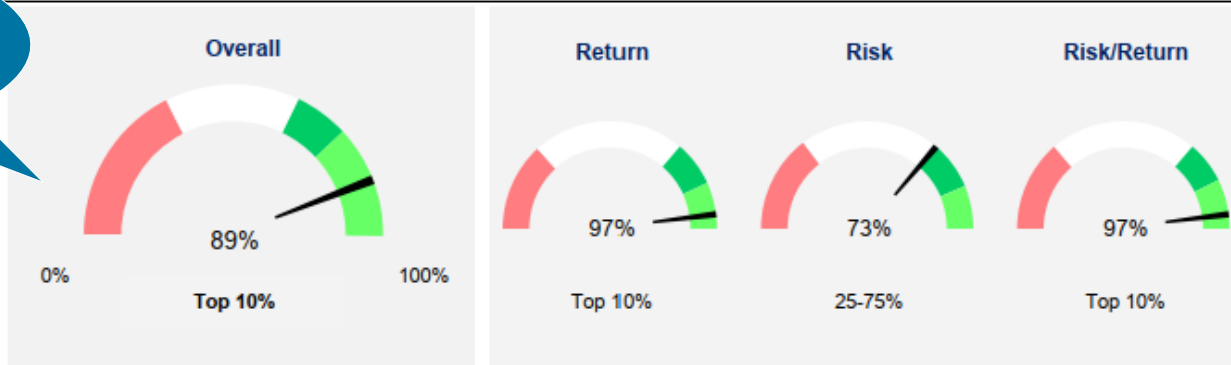 Overall
89%
0%
100%
Top 10%
Return
97%
Top 10%
Risk
73%
25-75%
Risk/Return
97%
Top 10%